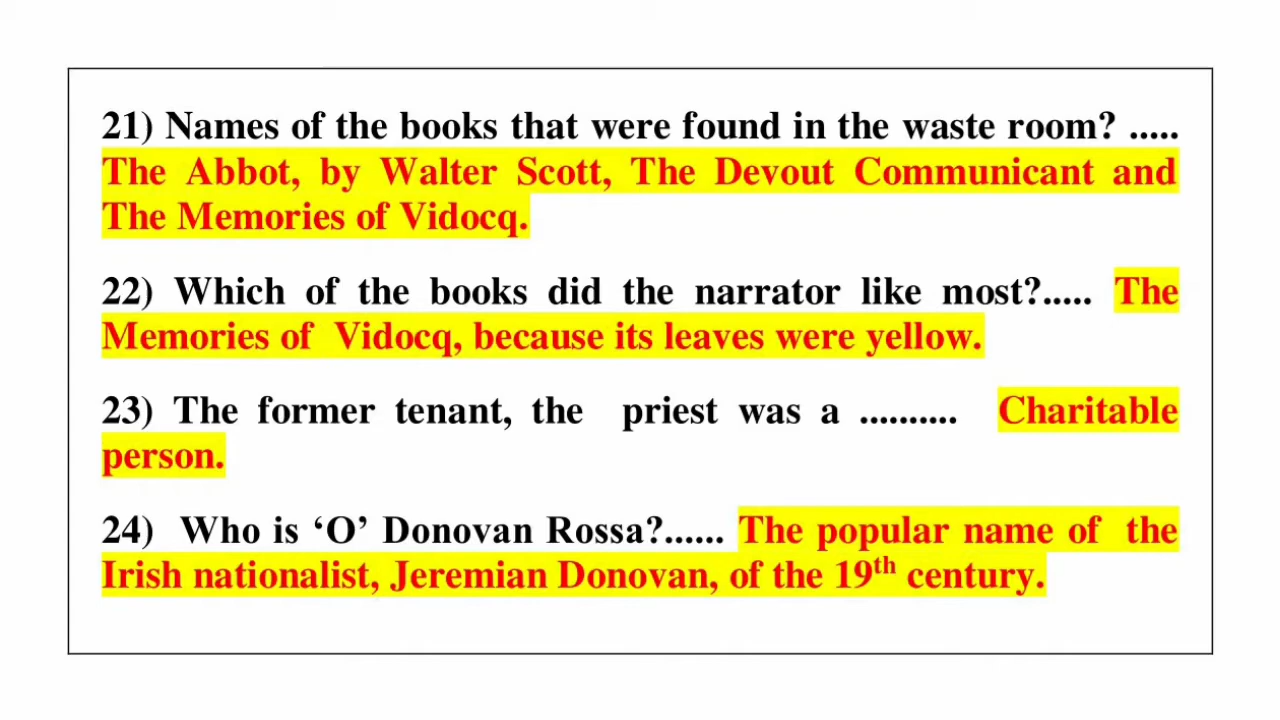 21) Names of the books that were found in the waste room? .....
The Abbot, by Walter Scott, The Devout Communicant and
The Memories of Vidocq.
22) Which of the books did the narrator like most?..... The
Memories of Vidocq, because its leaves were yellow.
23) The former tenant, the priest was a .......... Charitable
person.
24) Who is ‘O’ Donovan Rossa?...... The popular name of the
Irish nationalist, Jeremian Donovan, of the 19th century.